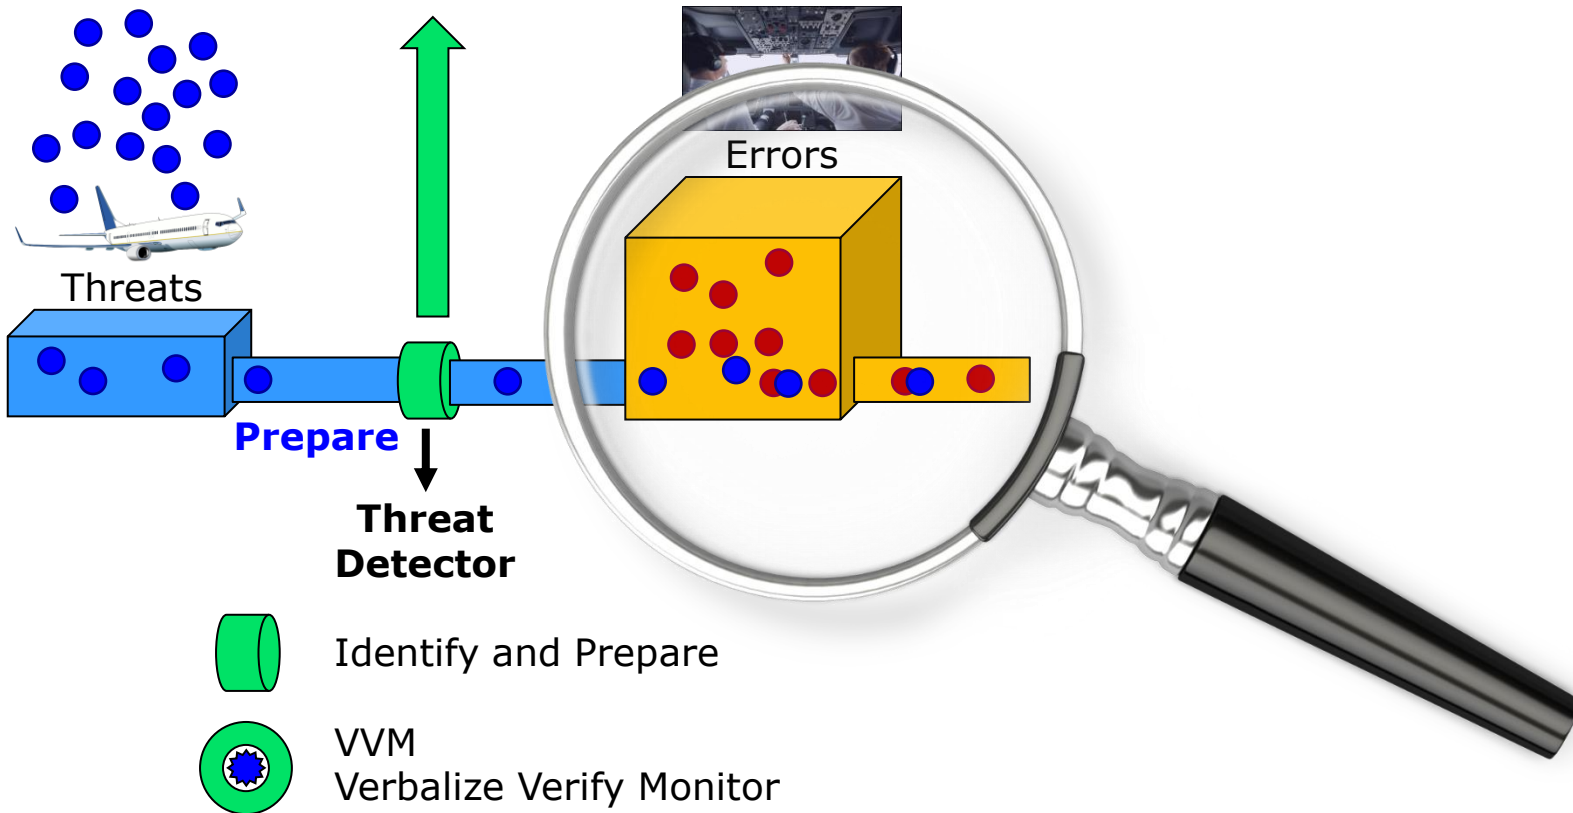 Errors
Threats
Prepare
Threat
Detector
Identify and Prepare
VVM
Verbalize Verify Monitor